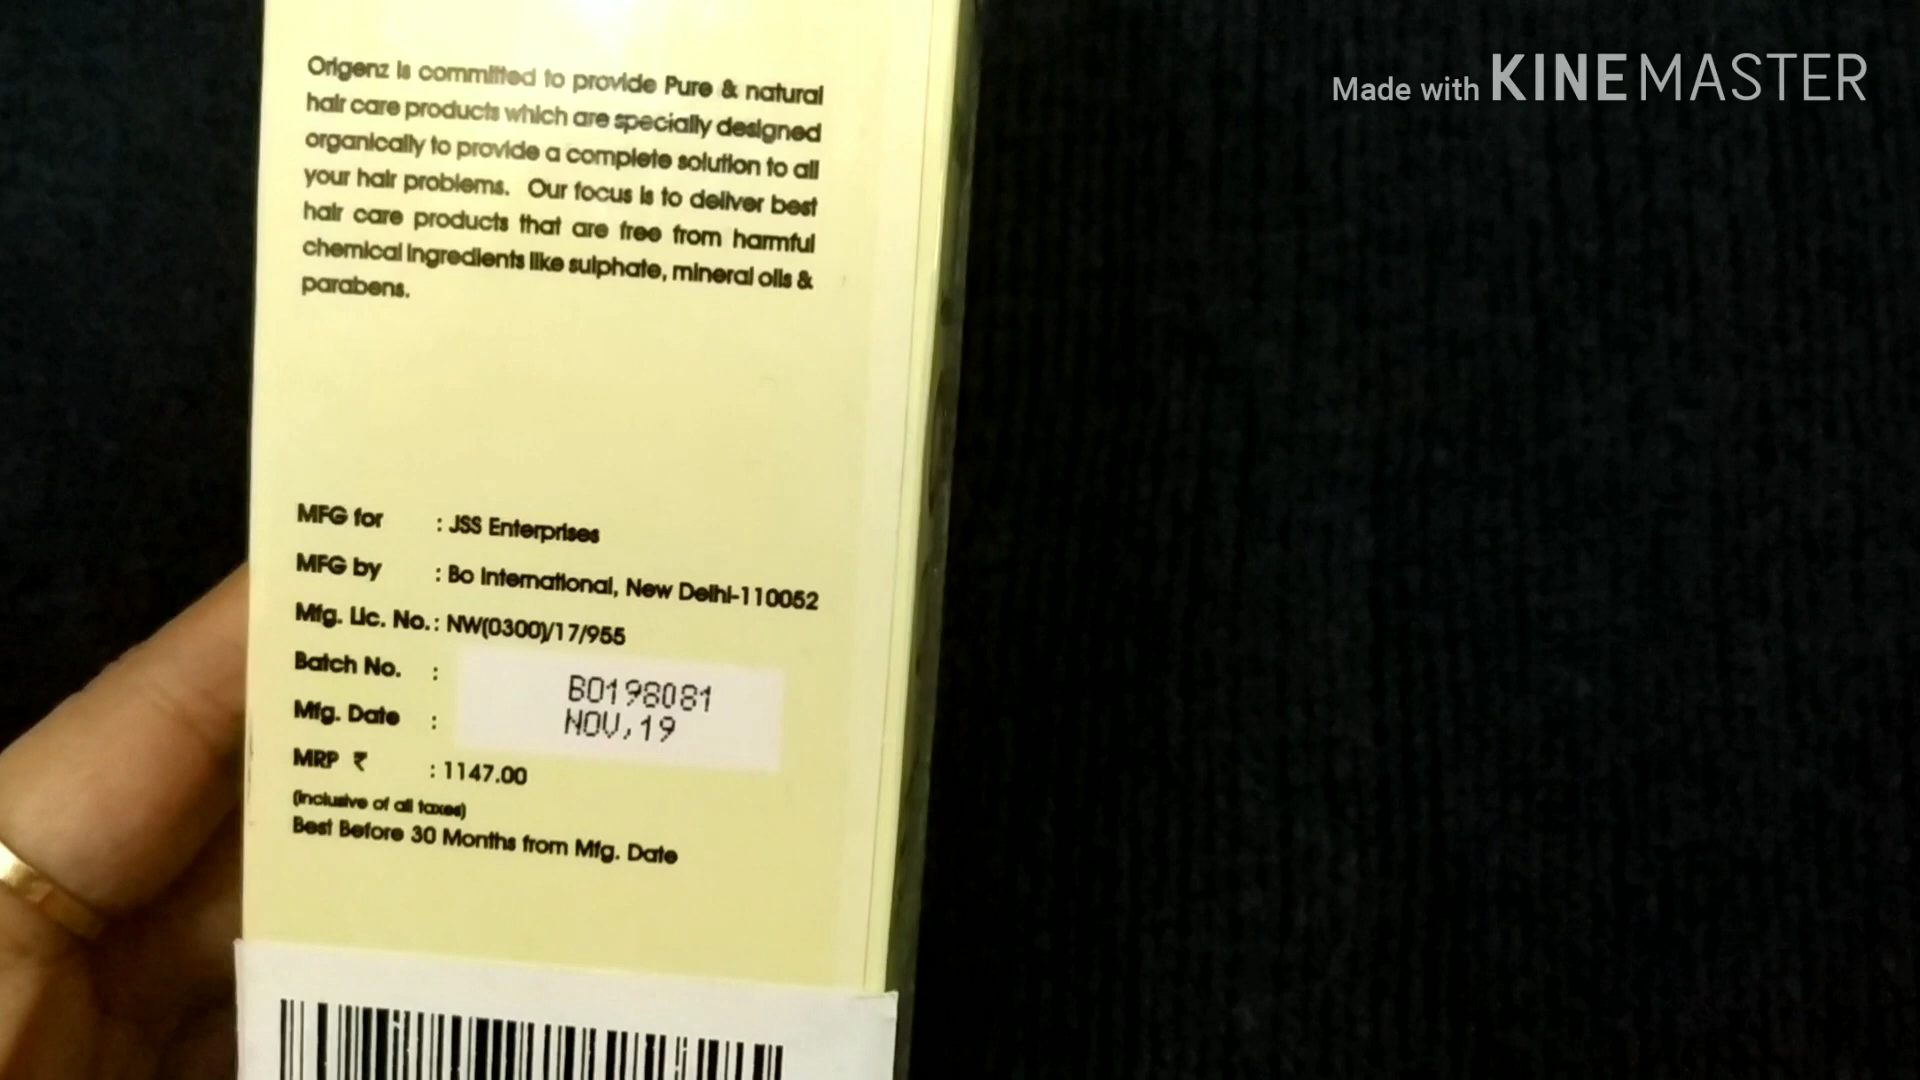 Made with KINEMASTER
Origenz is committed to provide Pure & natural
hair care products which are specially designed
organically to provide a complete solution to all
your hair problems. Our focus is to deliver best
hair care products that are free from harmful
chemical ingredients like sulphate, mineral oils &
parabens.
MFG for : JSS Enterprises
MFG by : Bo International, New Delhi-110052
Mfg. Lic. No.: NW(0300)/17/955
Batch No. : BO198081
Mfg. Date : NOV,19
MRP ₹ : 1147.00
(inclusive of all taxes)
Best Before 30 Months from Mfg. Date